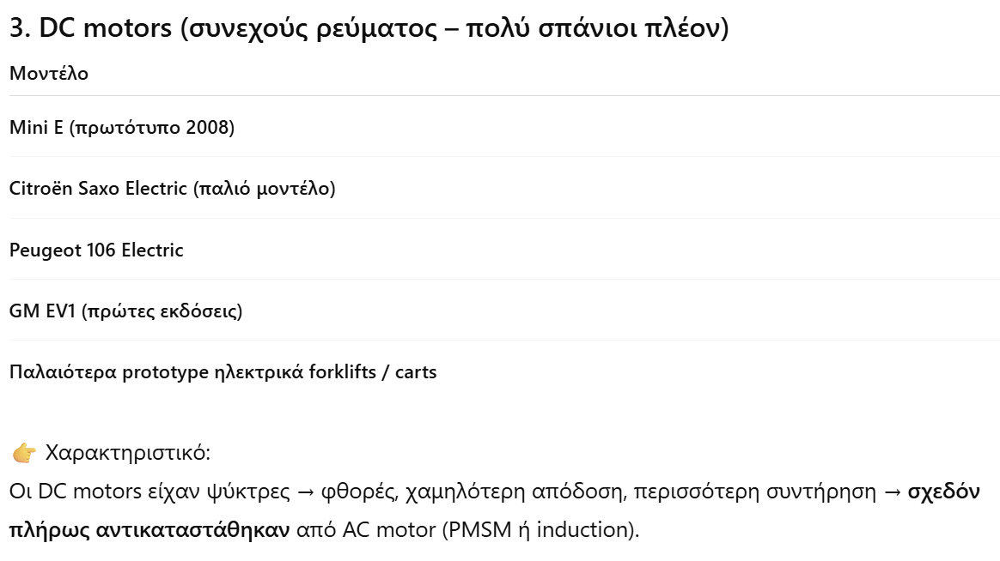 3. DC motors (συνεχούς ρεύματος – πολύ σπάνιοι πλέον)
Μοντέλο
Mini E (πρωτότυπο 2008)
Citroën Saxo Electric (παλιό μοντέλο)
Peugeot 106 Electric
GM EV1 (πρώτες εκδόσεις)
Παλαιότερα prototype ηλεκτρικά forklifts / carts
👉 Χαρακτηριστικό:
Οι DC motors είχαν ψύκτρες → φθορές, χαμηλότερη απόδοση, περισσότερη συντήρηση → σχεδόν
πλήρως αντικαταστάθηκαν από AC motor (PMSM ή induction).